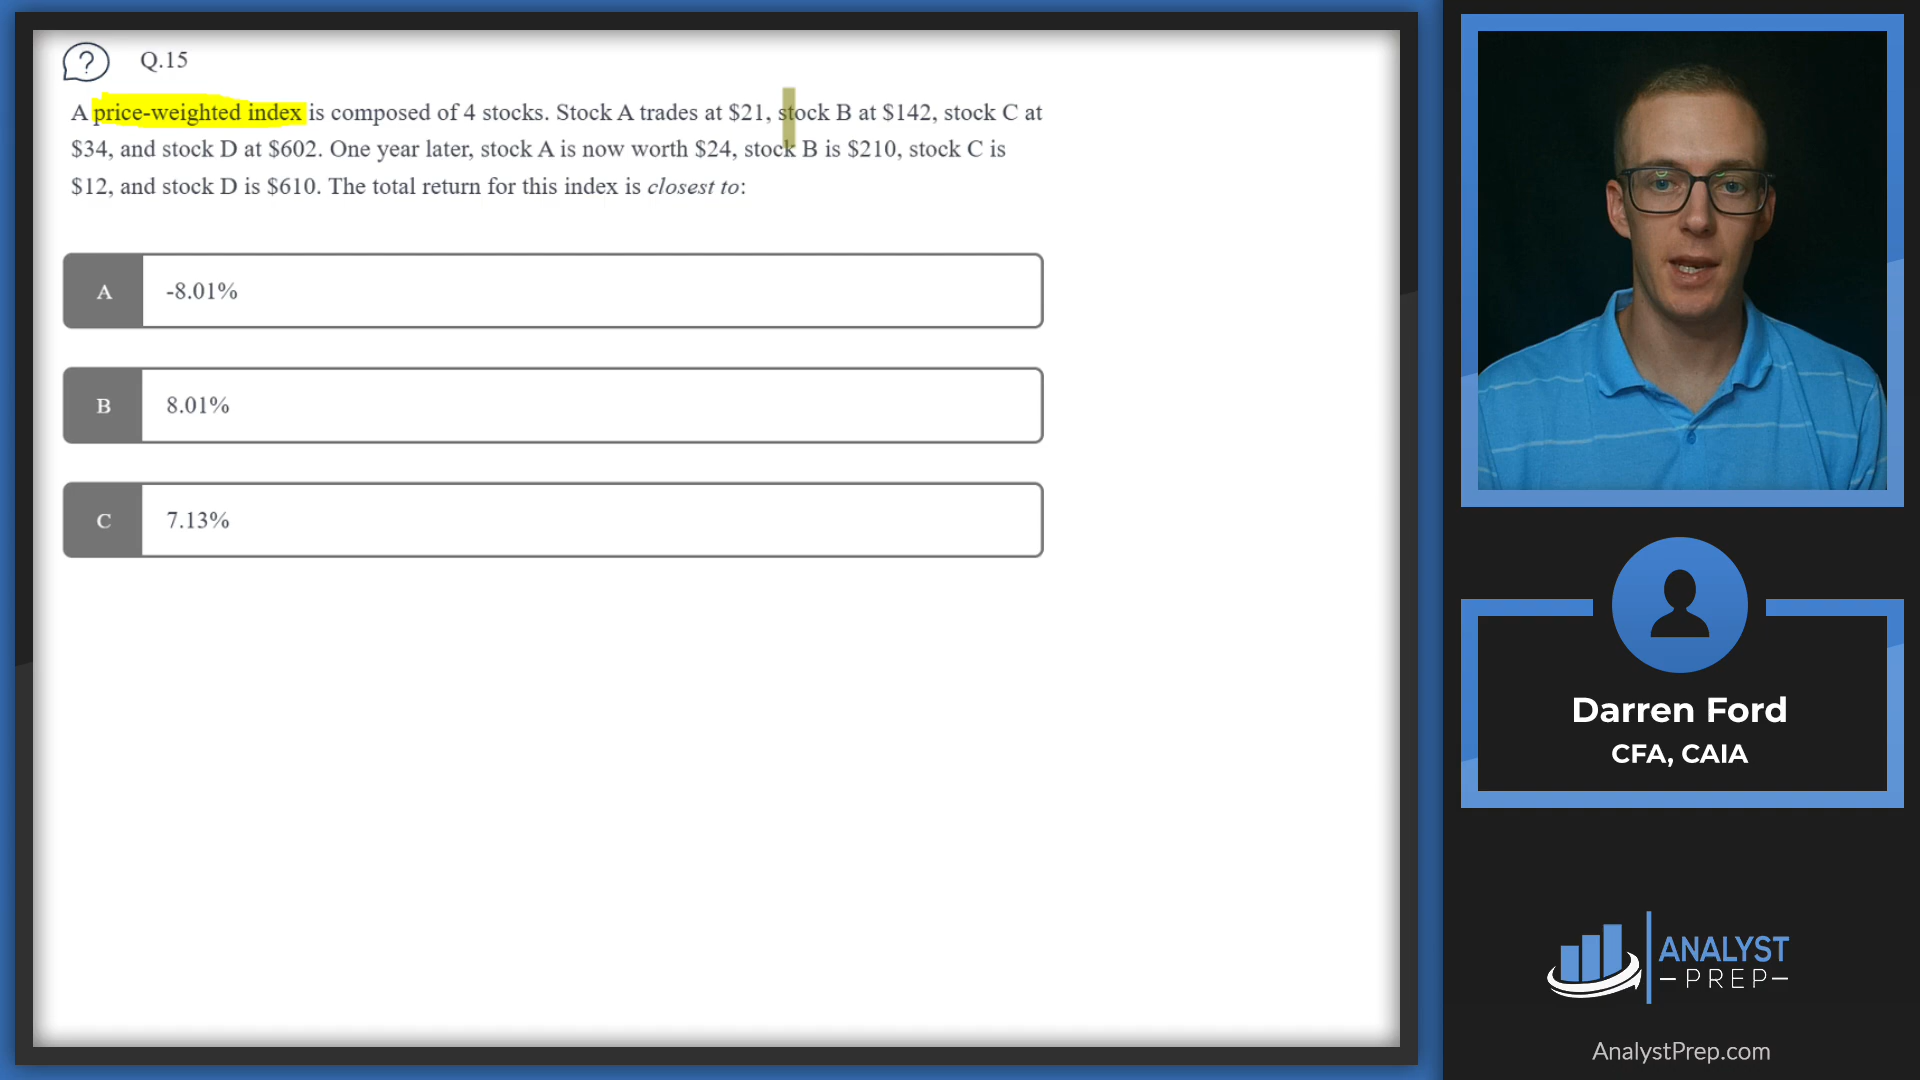 ? Q.15
A price-weighted index is composed of 4 stocks. Stock A trades at $21, stock B at $142, stock C at
$34, and stock D at $602. One year later, stock A is now worth $24, stock B is $210, stock C is
$12, and stock D is $610. The total return for this index is closest to:
A -8.01%
B 8.01%
C 7.13%
Darren Ford
CFA, CAIA
ANALYST
PREP
AnalystPrep.com